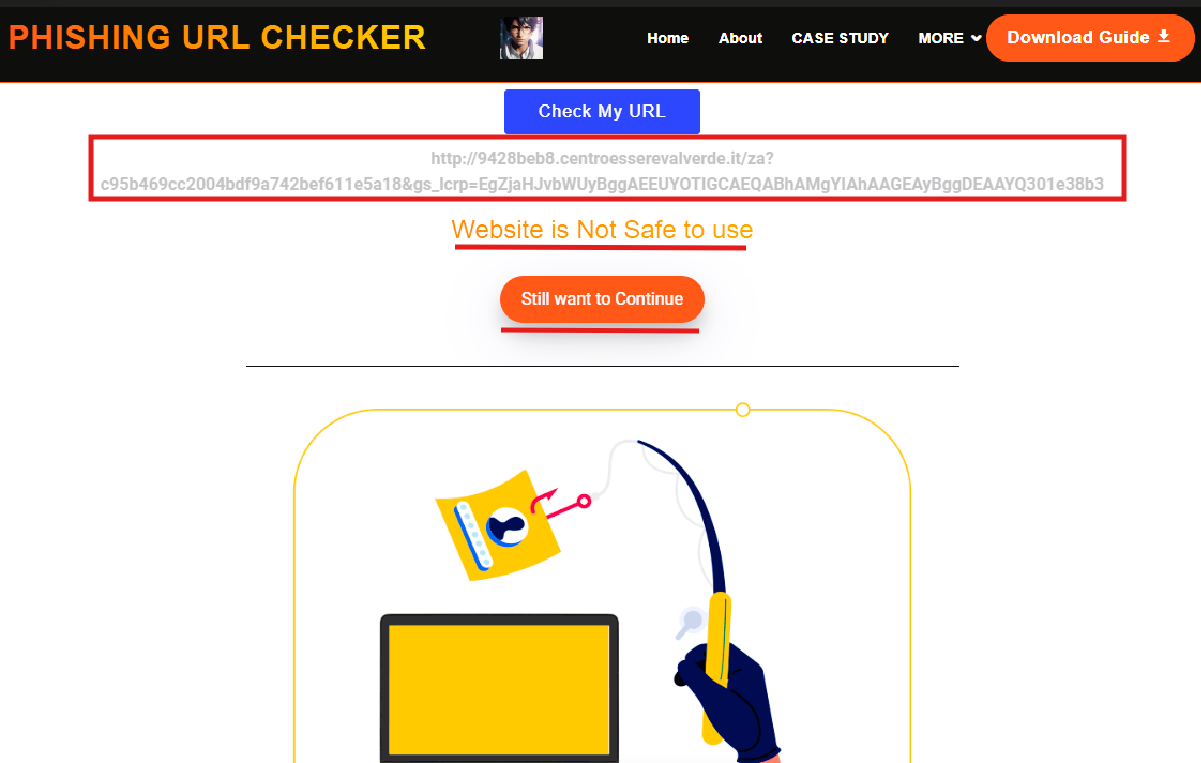 PHISHING URL CHECKER
Home About CASE STUDY MORE Download Guide
Check My URL
http://9428beb8.centroesserevalverde.it/za?
c95b469cc2004bdf9a742bef611e5a18&gs_lcrp=EgZjaHJvbWUyBggAEEUYOTIGCAEQABhAMgYIAhAAGEAyBggDEAAYQ301e38b3
Website is Not Safe to use
Still want to Continue